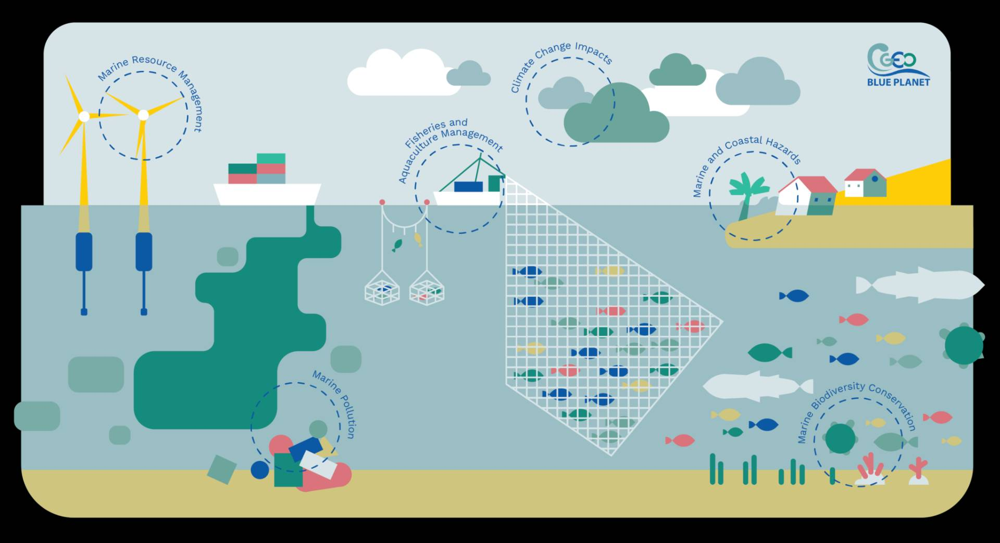 Marine Resource Management
Climate Change Impacts
GEO
BLUE PLANET
Fisheries and
Aquaculture Management
Marine and Coastal Hazards
Marine Pollution
Marine Biodiversity Conservation